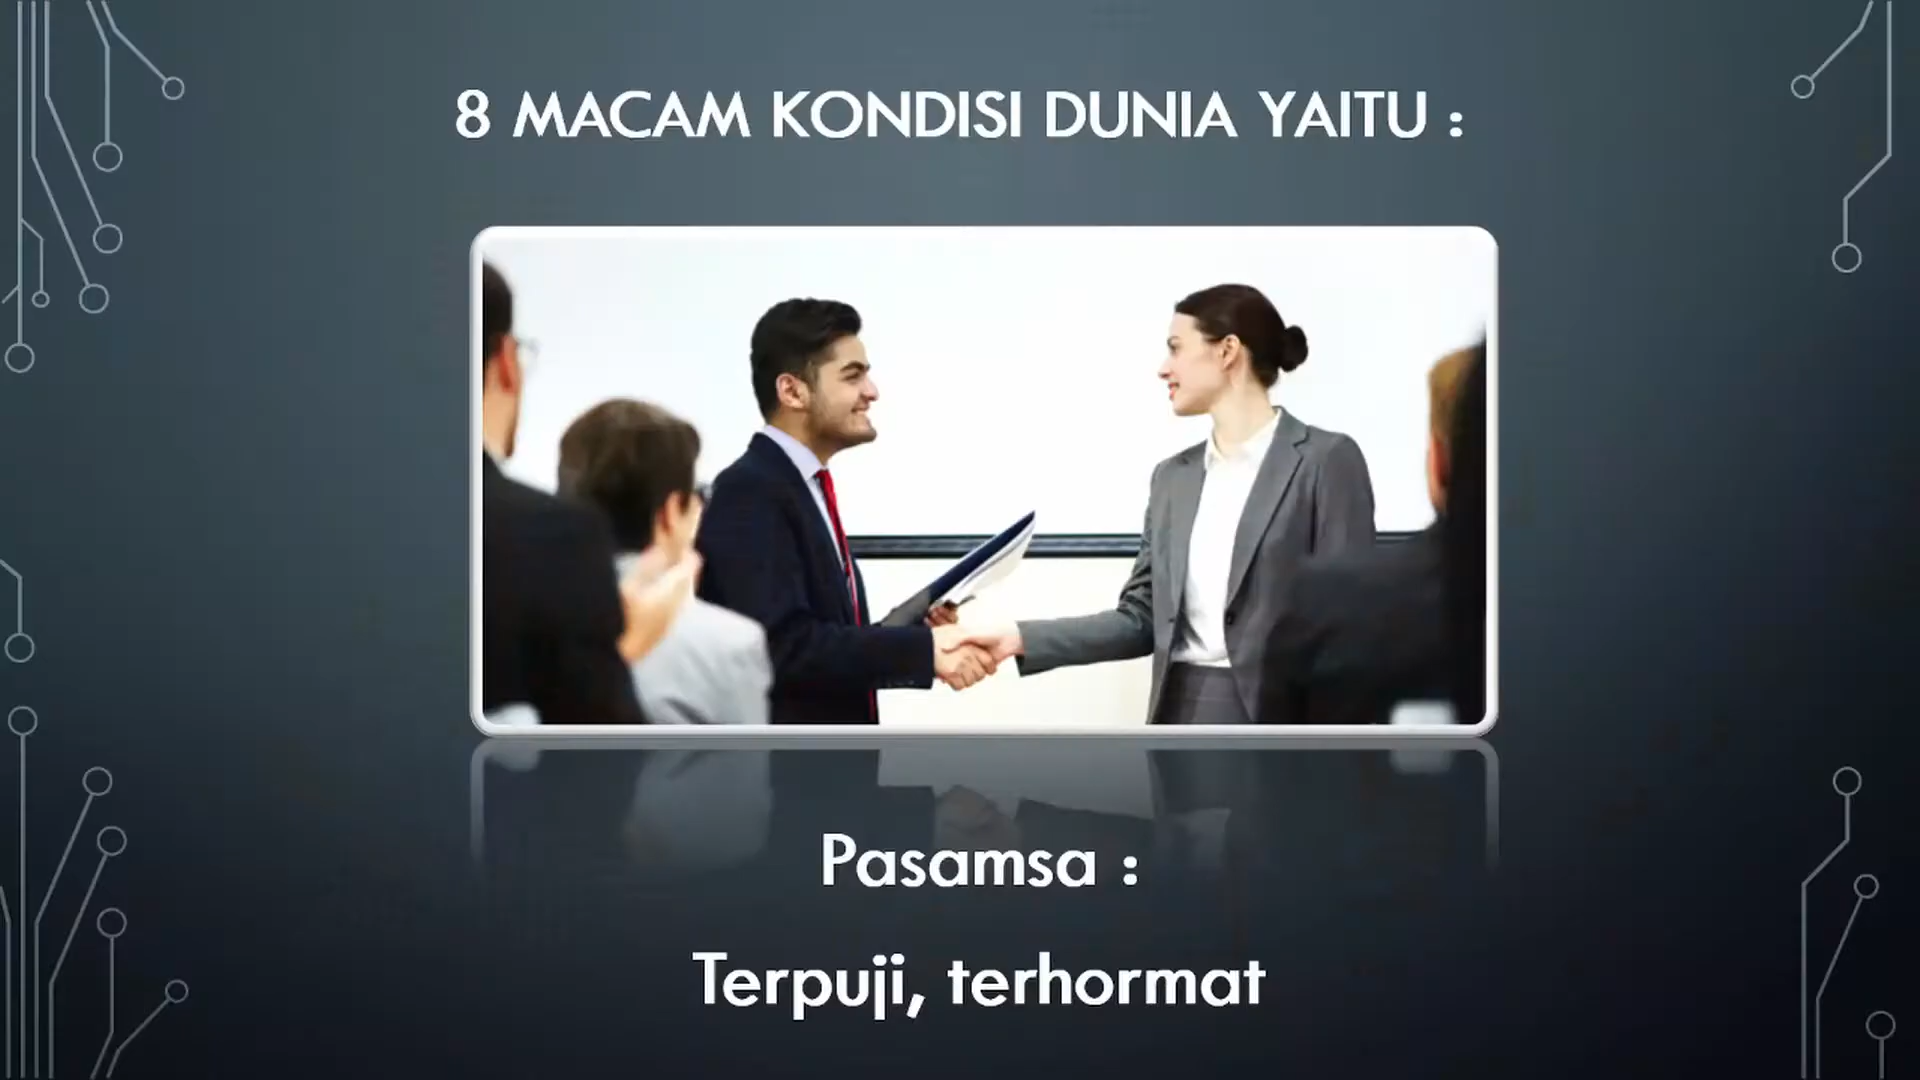 8 MACAM KONDISI DUNIA YAITU :
Pasamsa :
Terpuji, terhormat